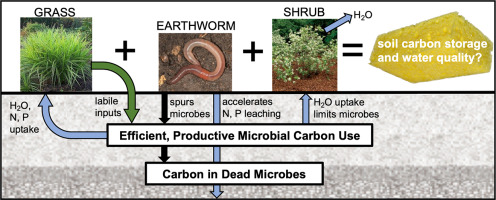 GRASS
EARTHWORM
SHRUB
H₂O
+
+
=
soil carbon storage
and water quality?
H₂O,
N, P
uptake
labile
inputs
spurs
microbes
accelerates
N, P leaching
H₂O uptake
limits microbes
Efficient, Productive Microbial Carbon Use
Carbon in Dead Microbes